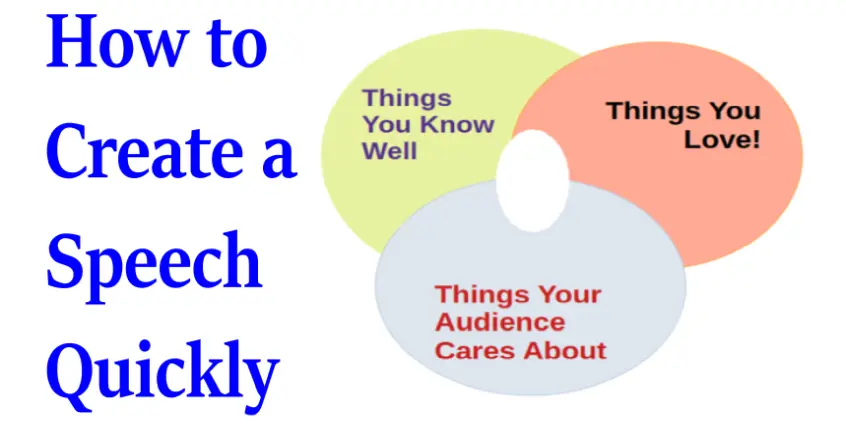 How to
Create a
Speech
Quickly
Things
You Know
Well
Things You
Love!
Things Your
Audience
Cares About